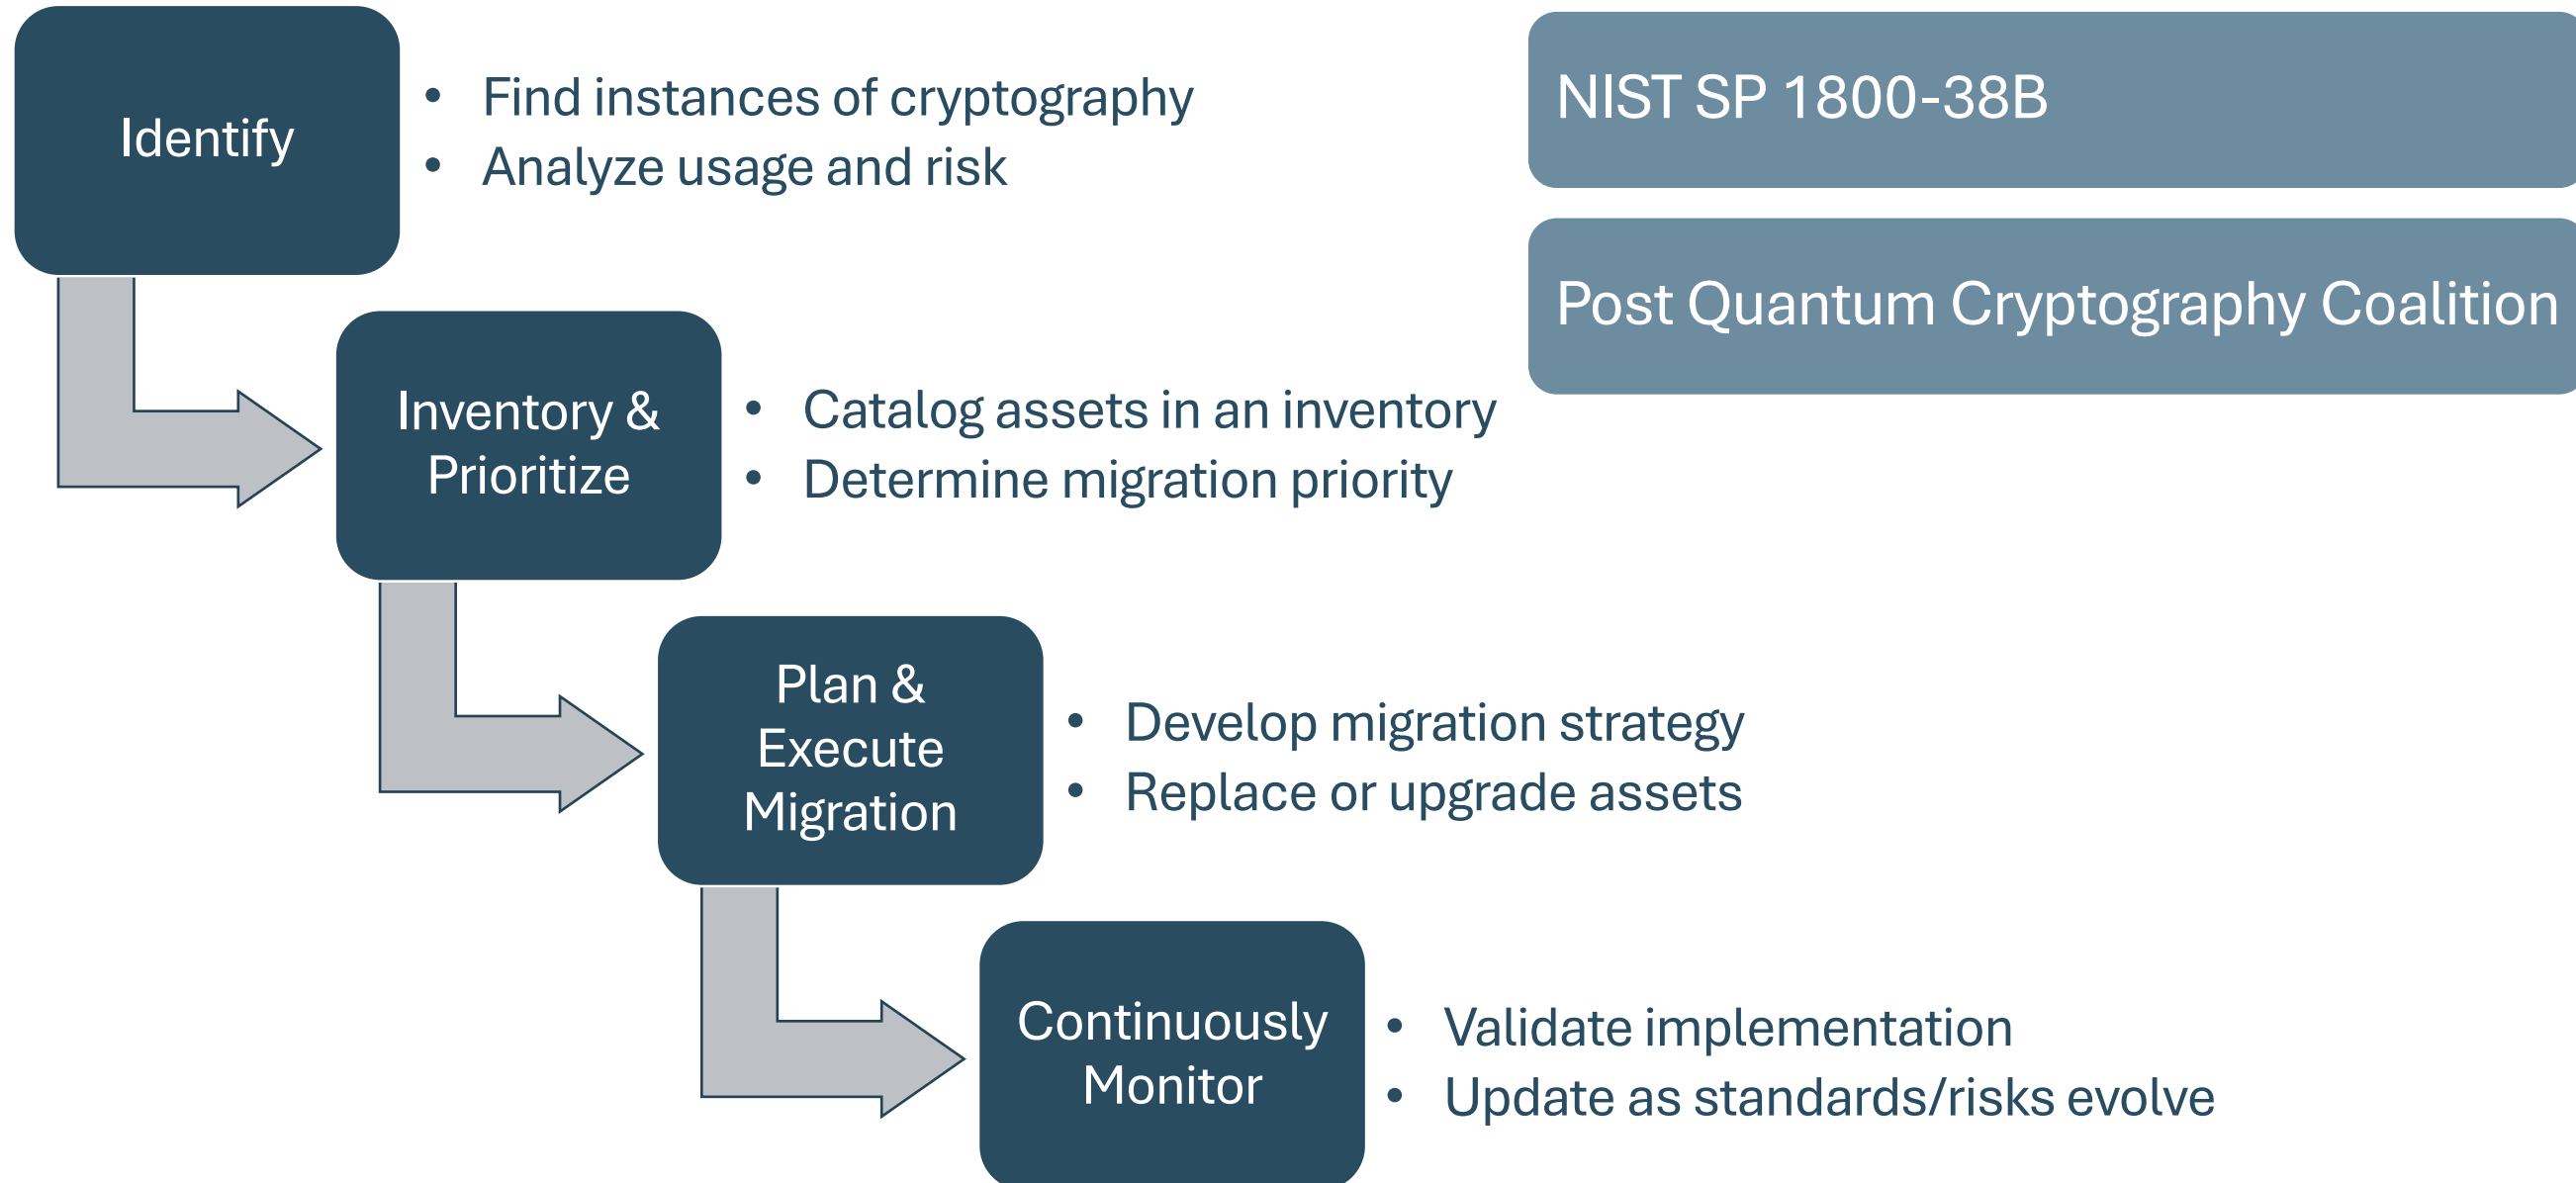 Identify
• Find instances of cryptography
• Analyze usage and risk
NIST SP 1800-38B
Post Quantum Cryptography Coalition
Inventory &
Prioritize
• Catalog assets in an inventory
• Determine migration priority
Plan &
Execute
Migration
• Develop migration strategy
• Replace or upgrade assets
Continuously
Monitor
• Validate implementation
• Update as standards/risks evolve